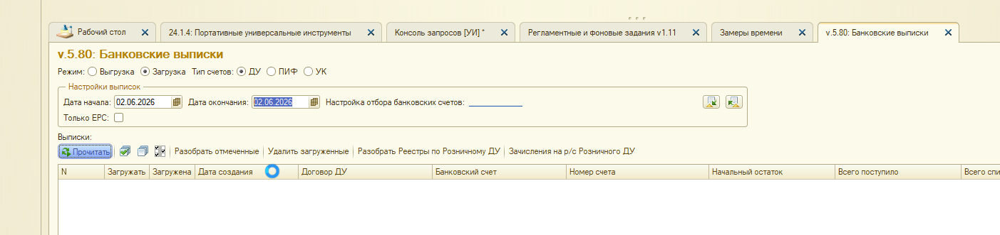 Рабочий стол 24.1.4: Портативные универсальные инструменты Консоль запросов [УИ] * Регламентные и фоновые задания v1.11 Замеры времени v.5.80: Банковские выписки
v.5.80: Банковские выписки
Режим: Выгрузка Загрузка Тип счетов: ДУ ПИФ УК
Настройки выписок
Дата начала: 02.06.2026 Дата окончания: 02.06.2026 Настройка отбора банковских счетов:
Только ЕРС:
Выписки:
Прочитать Разобрать отмеченные Удалить загруженные Разобрать Реестры по Розничному ДУ Зачисления на р/с Розничного ДУ
N Загружать Загружена Дата создания Договор ДУ Банковский счет Номер счета Начальный остаток Всего поступило Всего спи